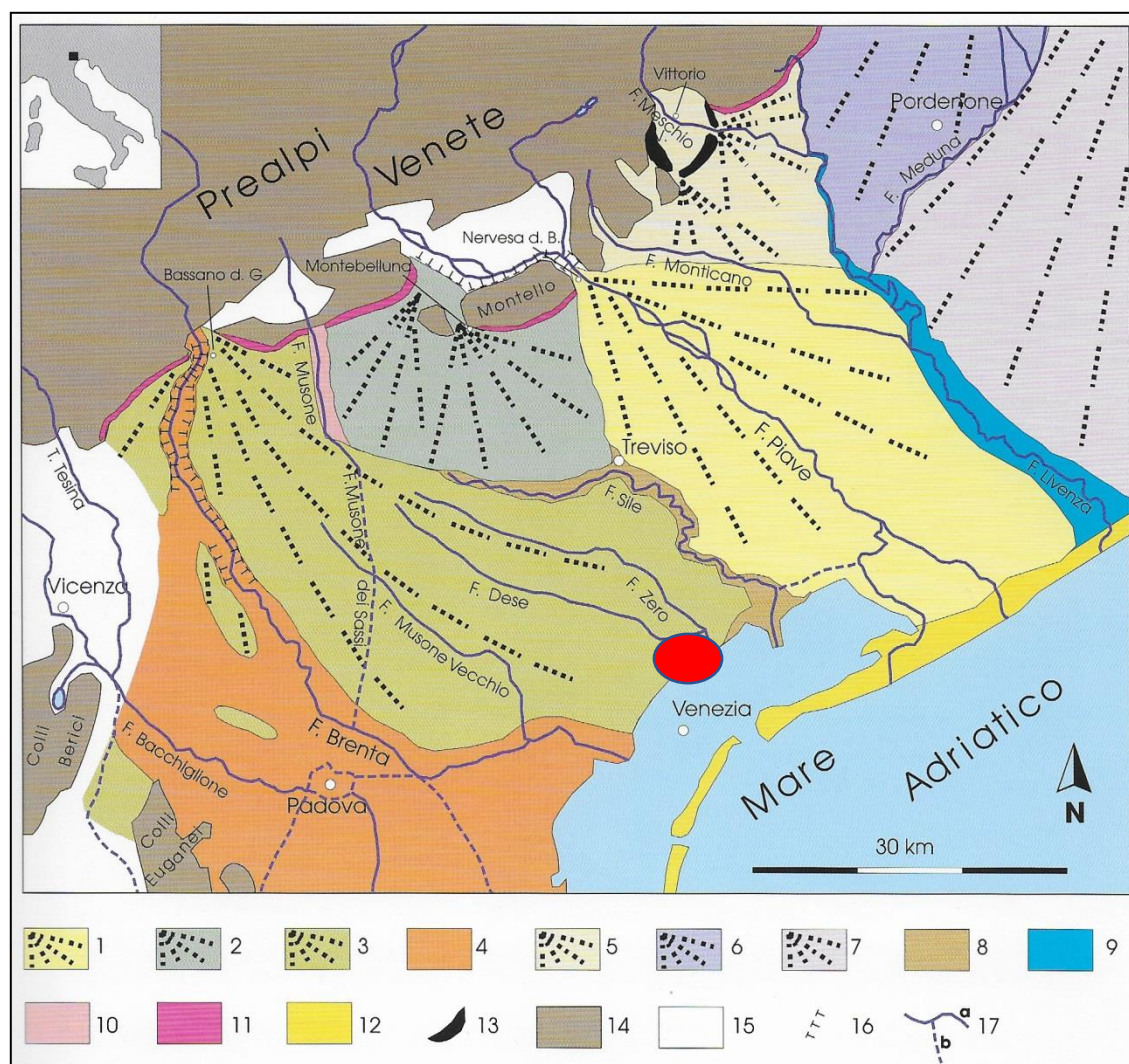 Vittorio
F. Meschio
Pordenone
F. Meduna
Prealpi
Venete
Nervesa d. B.
F. Monticano
Bassano d. G.
Montebelluna
Montello
F. Musone
Treviso
F. Piave
F. Livenza
T. Tesina
F. Musone
dei Sassi
F. Sile
Vicenza
F. Dese
F. Zero
F. Musone Vecchio
Venezia
Colli
Berici
F. Bacchiglione
F. Brenta
Padova
Colli
Euganei
Mare Adriatico
N
30 km
1 2 3 4 5 6 7 8 9
10 11 12 13 14 15 16 a 17
b